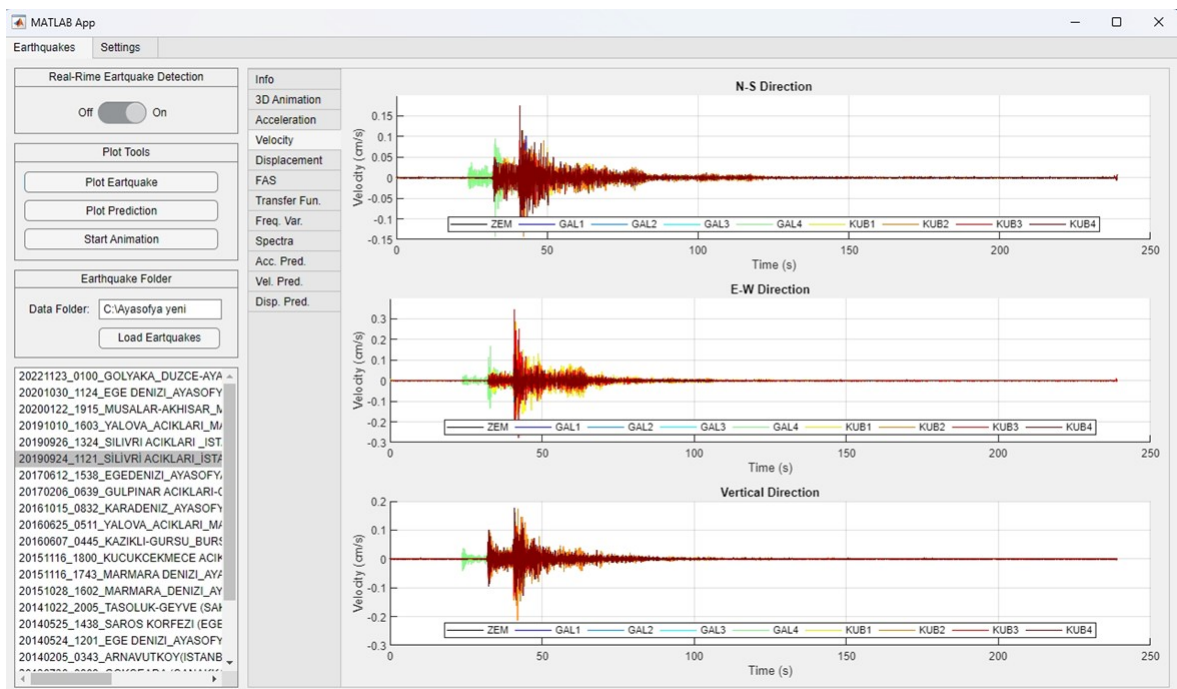 MATLAB App
Earthquakes Settings
Real-Rime Eartquake Detection
Off On
Plot Tools
Plot Eartquake
Plot Prediction
Start Animation
Earthquake Folder
Data Folder: C:\Ayasofya yeni
Load Eartquakes
20221123_0100_GOLYAKA_DUZCE-AYA
20201030_1124_EGE DENIZI_AYASOFY
20200122_1915_MUSALAR-AKHISAR_M
20191010_1603_YALOVA_ACIKLARI_MA
20190926_1324_SILIVRI ACIKLARI _IST
20190924_1121_SİLİVRİ ACIKLARI_İSTA
20170612_1538_EGEDENIZI_AYASOFY
20170206_0639_GULPINAR ACIKLARI-
20161015_0832_KARADENIZ_AYASOFY
20160625_0511_YALOVA_ACIKLARI_MA
20160607_0445_KAZIKLI-GURSU_BURS
20151116_1800_KUCUKCEKMECE ACIK
20151116_1743_MARMARA DENIZI_AYA
20151028_1602_MARMARA_DENIZI_AY
20141022_2005_TASOLUK-GEYVE (SAK
20140525_1438_SAROS KORFEZI (EGE
20140524_1201_EGE DENIZI_AYASOFY
20140205_0343_ARNAVUTKOY(ISTANB
Info
3D Animation
Acceleration
Velocity
Displacement
FAS
Transfer Fun.
Freq. Var.
Spectra
Acc. Pred.
Vel. Pred.
Disp. Pred.
N-S Direction
Velocity (cm/s)
0.15
0.1
0.05
0
-0.05
-0.1
-0.15
ZEM GAL1 GAL2 GAL3 GAL4 KUB1 KUB2 KUB3 KUB4
0 50 100 150 200 250
Time (s)
E-W Direction
Velocity (cm/s)
0.3
0.2
0.1
0
-0.1
-0.2
-0.3
ZEM GAL1 GAL2 GAL3 GAL4 KUB1 KUB2 KUB3 KUB4
0 50 100 150 200 250
Time (s)
Vertical Direction
Velocity (cm/s)
0.2
0.1
0
-0.1
-0.2
-0.3
ZEM GAL1 GAL2 GAL3 GAL4 KUB1 KUB2 KUB3 KUB4
0 50 100 150 200 250
Time (s)